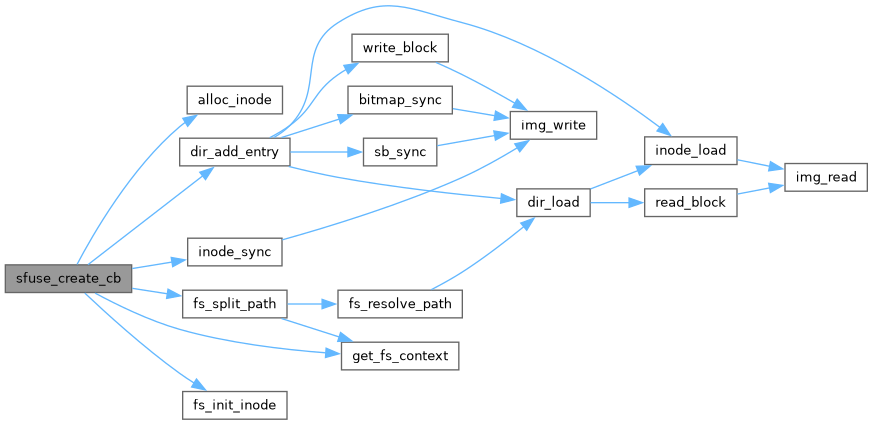 sfuse_create_cb
alloc_inode
dir_add_entry
inode_sync
fs_split_path
fs_init_inode
write_block
bitmap_sync
sb_sync
fs_resolve_path
get_fs_context
img_write
dir_load
inode_load
read_block
img_read